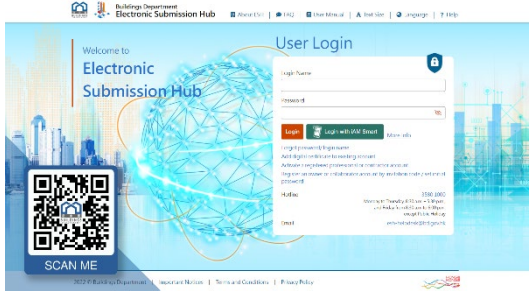 Buildings Department
Electronic Submission Hub
About ESH | FAQ | User Manual | A Text Size | Language | ? Help
Welcome to
Electronic
Submission Hub
User Login
Login Name
Password
Login
Login with iAM Smart
More Info
Forgot password/login name
Add digital certificate to existing account
Activate a registered professional or contractor account
Hotline
Email
SCAN ME
2022 © Buildings Department | Important Notices | Terms and Conditions | Privacy Policy